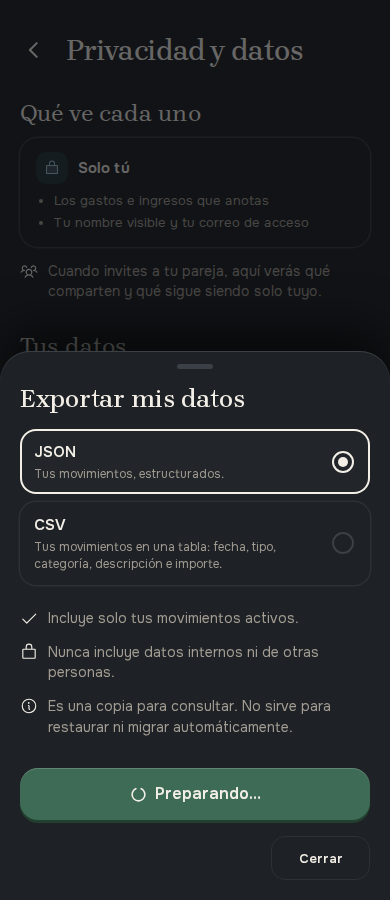 Privacidad y datos
Qué ve cada uno
Solo tú
• Los gastos e ingresos que anotas
• Tu nombre visible y tu correo de acceso
Cuando invites a tu pareja, aquí verás qué
comparten y qué sigue siendo solo tuyo.
Tus datos
Exportar mis datos
JSON
Tus movimientos, estructurados.
CSV
Tus movimientos en una tabla: fecha, tipo,
categoría, descripción e importe.
Incluye solo tus movimientos activos.
Nunca incluye datos internos ni de otras
personas.
Es una copia para consultar. No sirve para
restaurar ni migrar automáticamente.
Preparando...
Cerrar